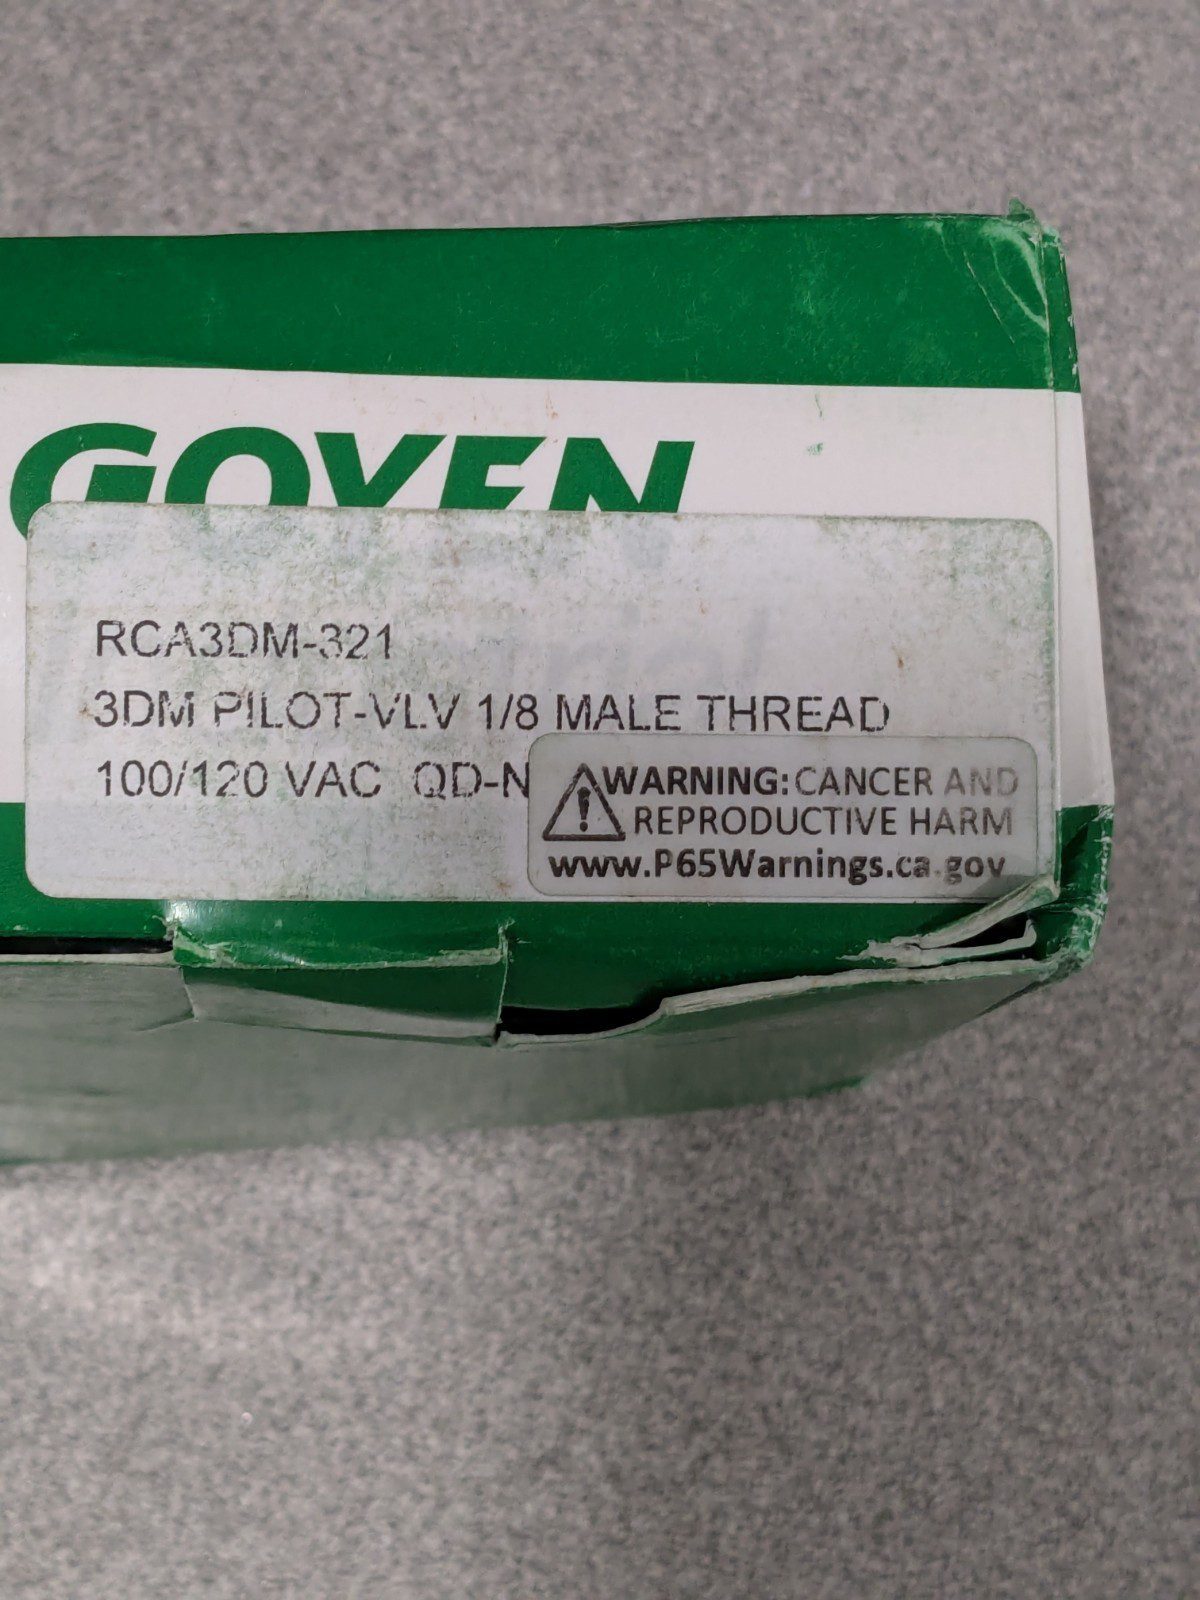 GOYEN
RCA3DM-321
3DM PILOT-VLV 1/8 MALE THREAD
100/120 VAC QD-N
WARNING: CANCER AND
REPRODUCTIVE HARM
www.P65Warnings.ca.gov